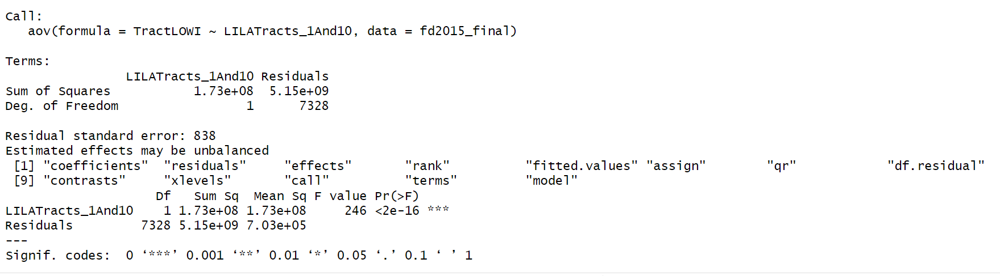 Call:
   aov(formula = TractLOWI ~ LILATracts_1And10, data = fd2015_final)
Terms:
                LILATracts_1And10 Residuals
Sum of Squares           1.73e+08  5.15e+09
Deg. of Freedom                 1      7328
Residual standard error: 838
Estimated effects may be unbalanced
 [1] "coefficients"  "residuals"     "effects"       "rank"          "fitted.values" "assign"        "qr"            "df.residual"
 [9] "contrasts"     "xlevels"       "call"          "terms"         "model"
                    Df   Sum Sq  Mean Sq F value Pr(>F)
LILATracts_1And10    1 1.73e+08 1.73e+08     246 <2e-16 ***
Residuals         7328 5.15e+09 7.03e+05
---
Signif. codes:  0 ‘***’ 0.001 ‘**’ 0.01 ‘*’ 0.05 ‘.’ 0.1 ‘ ’ 1